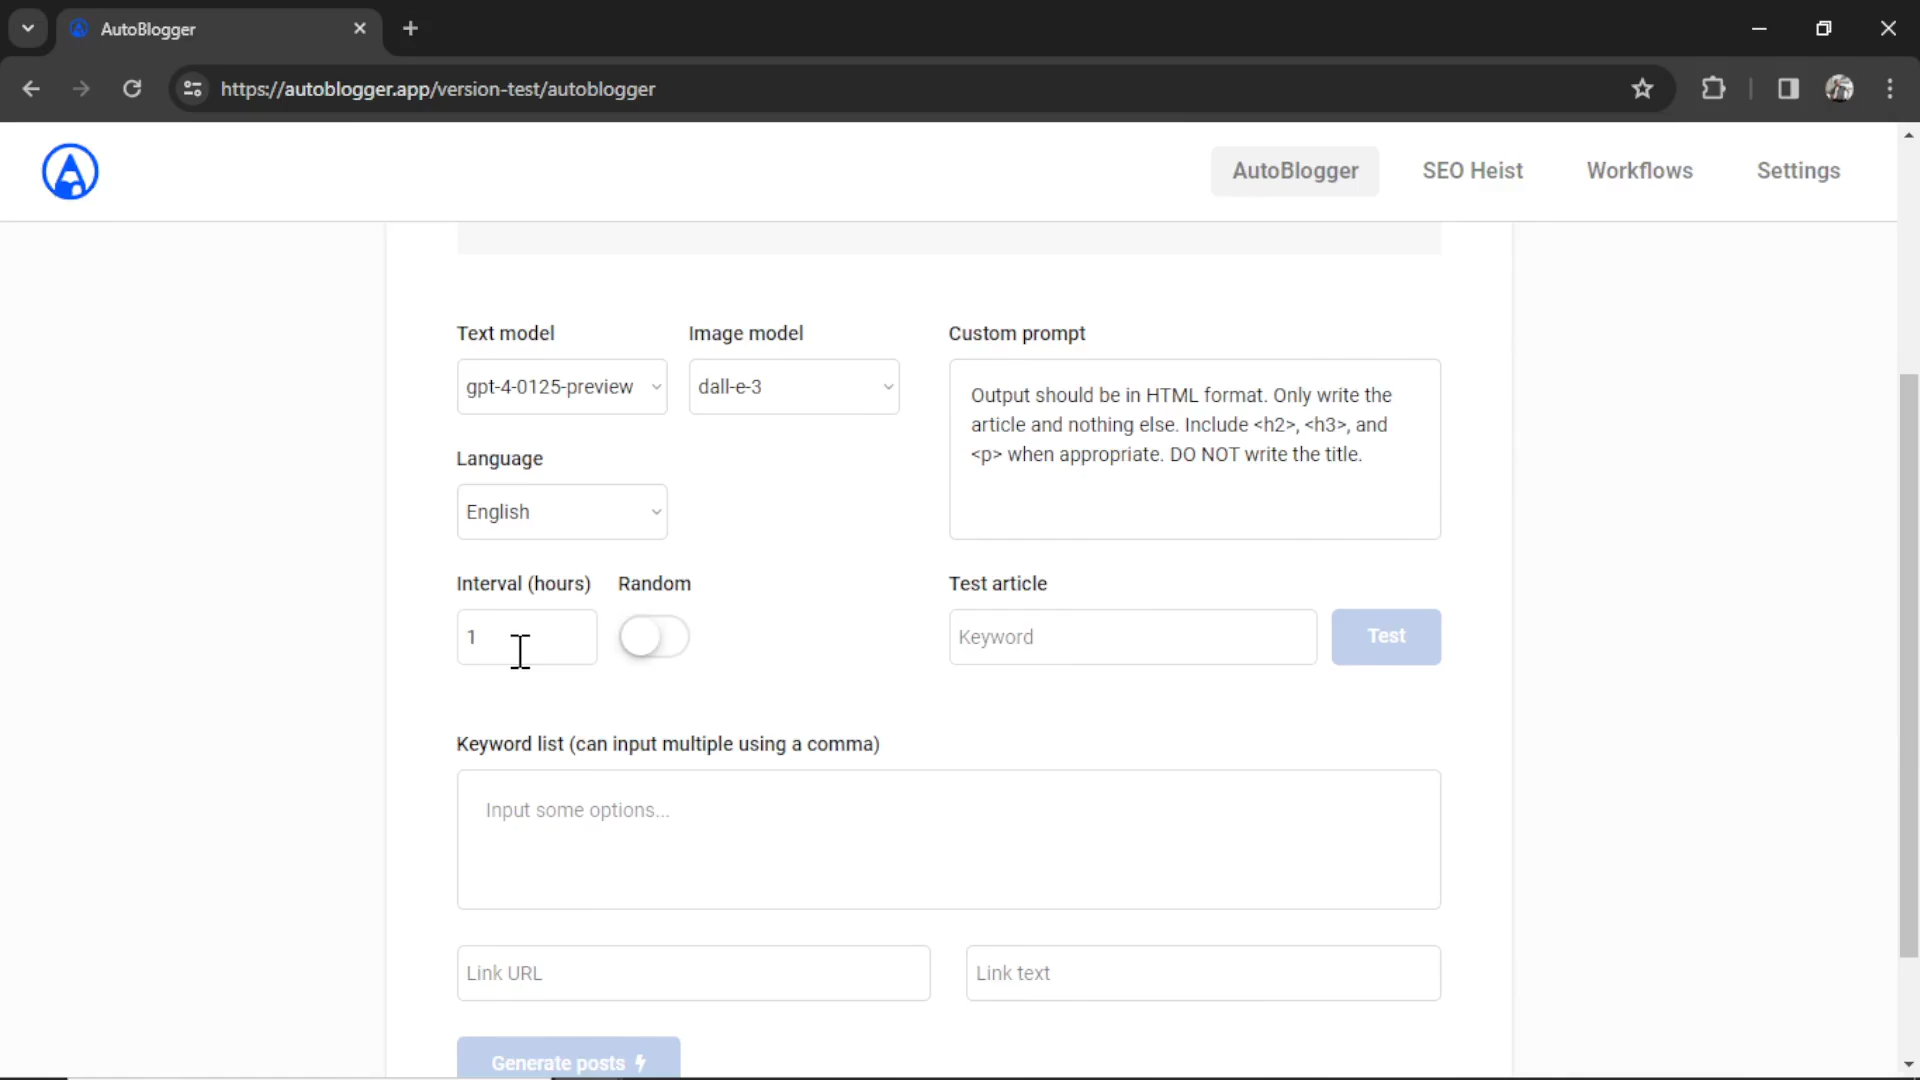 AutoBlogger
https://autoblogger.app/version-test/autoblogger
AutoBlogger SEO Heist Workflows Settings
Text model Image model Custom prompt
gpt-4-0125-preview dall-e-3
Output should be in HTML format. Only write the
article and nothing else. Include <h2>, <h3>, and
<p> when appropriate. DO NOT write the title.
Language
English
Interval (hours) Random Test article
1 Keyword Test
Keyword list (can input multiple using a comma)
Input some options...
Link URL Link text
Generate posts